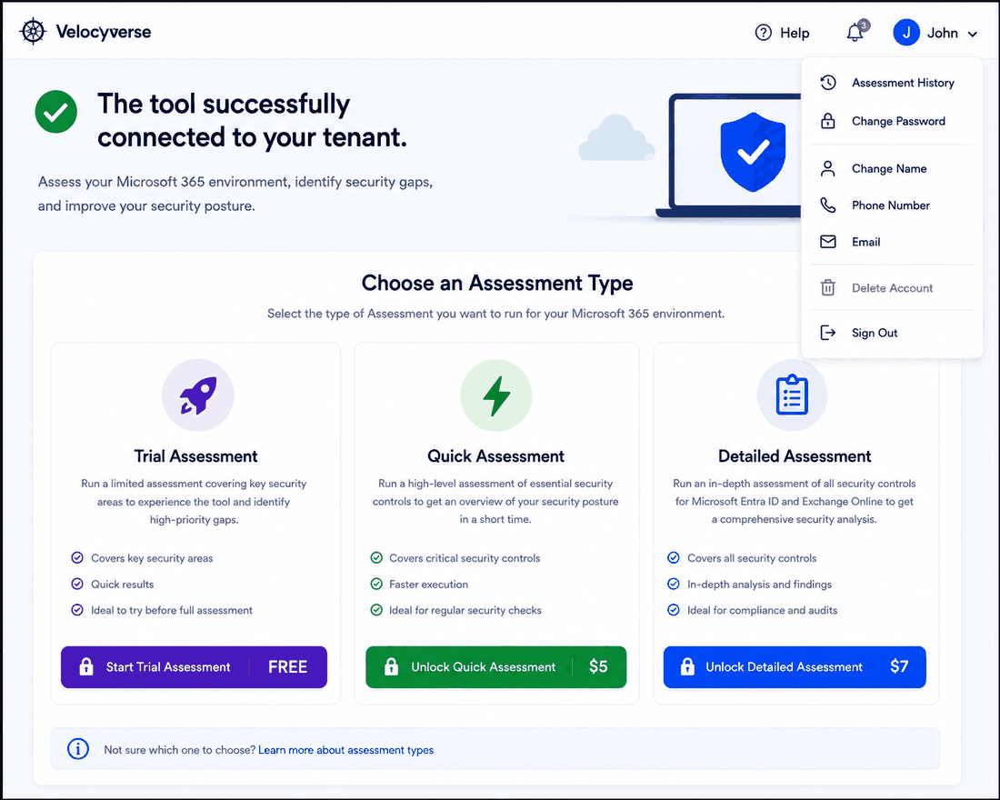 Velocyverse
Help
3
J
John
Assessment History
Change Password
Change Name
Phone Number
Email
Delete Account
Sign Out
The tool successfully
connected to your tenant.
Assess your Microsoft 365 environment, identify security gaps,
and improve your security posture.
Choose an Assessment Type
Select the type of Assessment you want to run for your Microsoft 365 environment.
Trial Assessment
Run a limited assessment covering key security
areas to experience the tool and identify
high-priority gaps.
Covers key security areas
Quick results
Ideal to try before full assessment
Start Trial Assessment FREE
Quick Assessment
Run a high-level assessment of essential security
controls to get an overview of your security posture
in a short time.
Covers critical security controls
Faster execution
Ideal for regular security checks
Unlock Quick Assessment $5
Detailed Assessment
Run an in-depth assessment of all security controls
for Microsoft Entra ID and Exchange Online to get
a comprehensive security analysis.
Covers all security controls
In-depth analysis and findings
Ideal for compliance and audits
Unlock Detailed Assessment $7
Not sure which one to choose? Learn more about assessment types